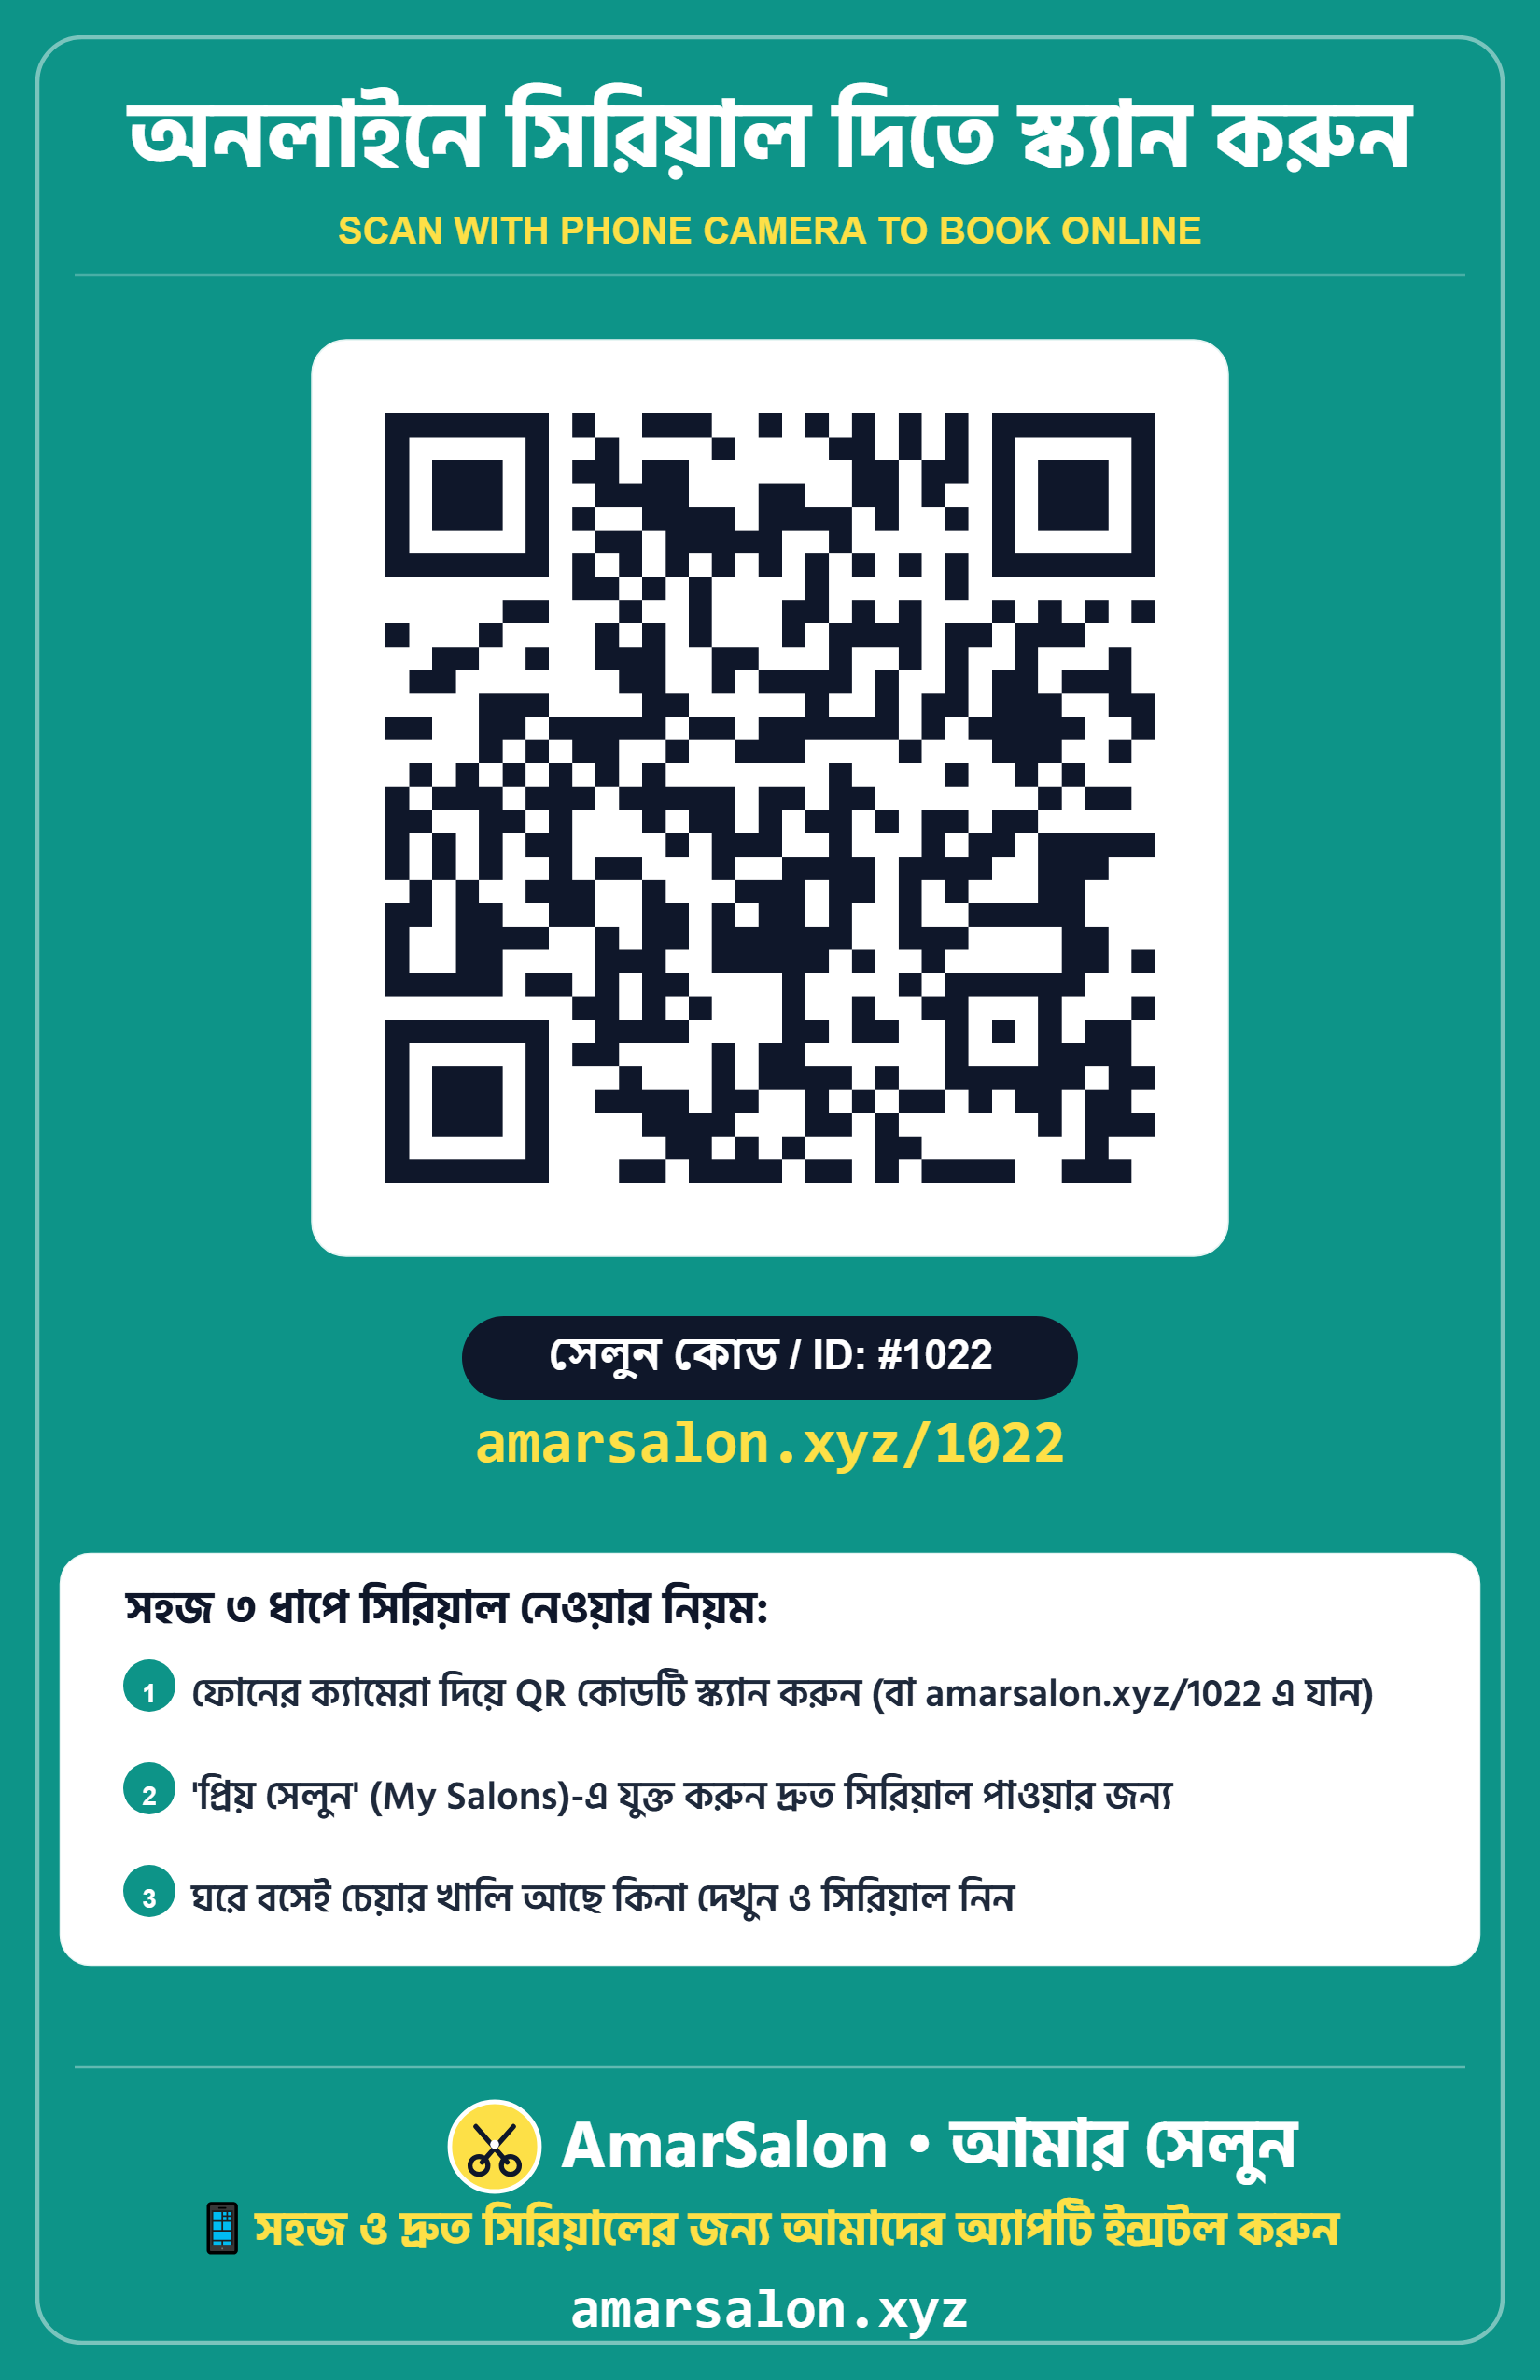 অনলাইনে সিরিয়াল দিতে স্ক্যান করুন
SCAN WITH PHONE CAMERA TO BOOK ONLINE
সেলুন কোড / ID: #1022
amarsalon.xyz/1022
সহজ ৩ ধাপে সিরিয়াল নেওয়ার নিয়ম:
1 ফোনের ক্যামেরা দিয়ে QR কোডটি স্ক্যান করুন (বা amarsalon.xyz/1022 এ যান)
2 'প্রিয় সেলুন' (My Salons)-এ যুক্ত করুন দ্রুত সিরিয়াল পাওয়ার জন্য
3 ঘরে বসেই চেয়ার খালি আছে কিনা দেখুন ও সিরিয়াল নিন
AmarSalon • আমার সেলুন
সহজ ও দ্রুত সিরিয়ালের জন্য আমাদের অ্যাপটি ইন্সটল করুন
amarsalon.xyz